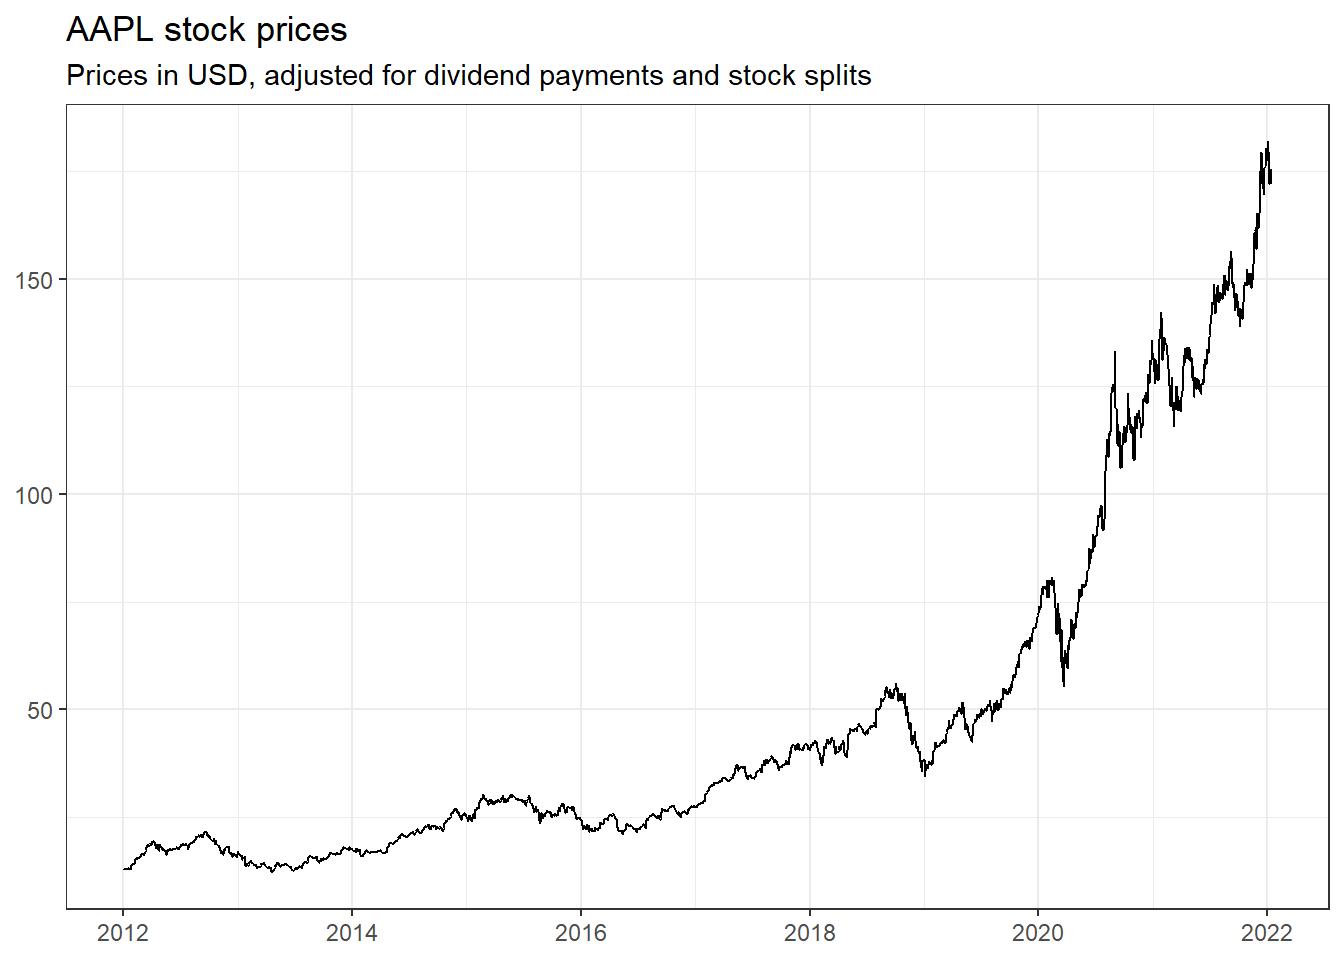 AAPL stock prices
Prices in USD, adjusted for dividend payments and stock splits
150
100
50
2012 2014 2016 2018 2020 2022